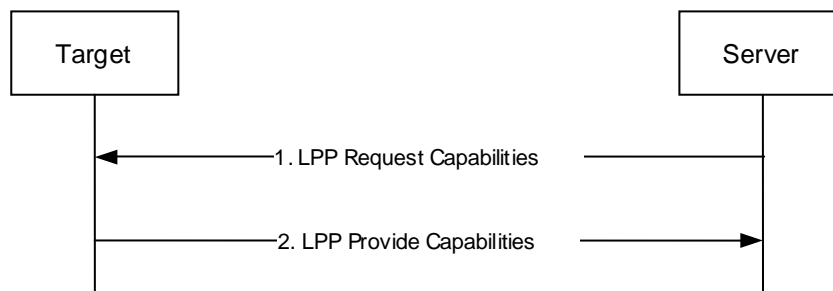 Target
Server
1. LPP Request Capabilities
2. LPP Provide Capabilities